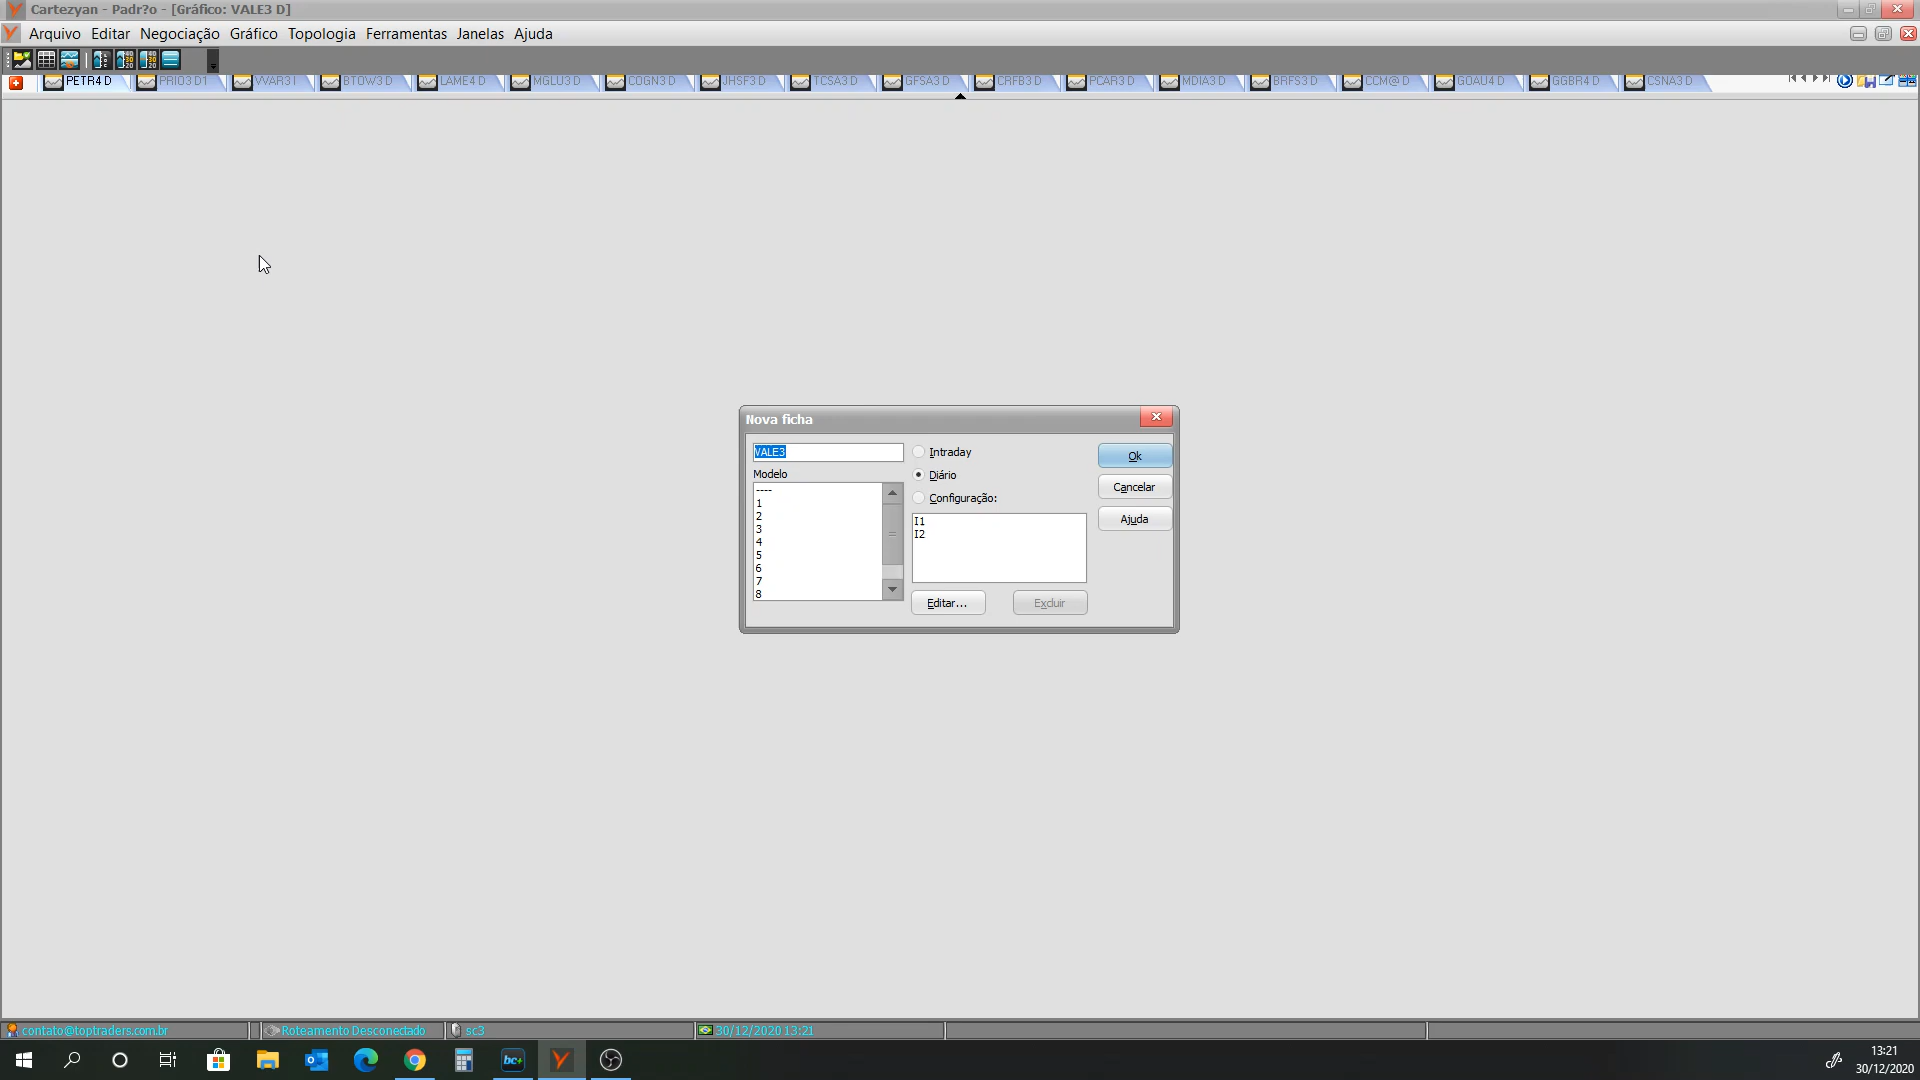 Cartezyan - Padr?o - [Gráfico: VALE3 D]
Arquivo Editar Negociação Gráfico Topologia Ferramentas Janelas Ajuda
PETR4 D PRIO3 D1 VVAR3 I BTOW3 D LAME4 D MGLU3 D COGN3 D JHSF3 D TCSA3 D GFSA3 D CRFB3 D PCAR3 D MDIA3 D BRFS3 D CCM@ D GOAU4 D GGBR4 D CSNA3 D
Nova ficha
VALE3
Modelo
----
1
2
3
4
5
6
7
8
Intraday
Diário
Configuração:
I1
I2
Editar...
Excluir
Ok
Cancelar
Ajuda
contato@toptraders.com.br Roteamento Desconectado sc3 30/12/2020 13:21
bc+
13:21
30/12/2020